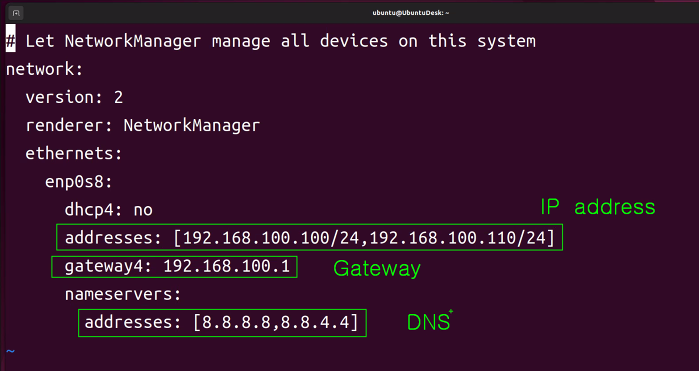 ubuntu@UbuntuDesk: ~
# Let NetworkManager manage all devices on this system
network:
version: 2
renderer: NetworkManager
ethernets:
enp0s8:
dhcp4: no
IP address
addresses: [192.168.100.100/24,192.168.100.110/24]
gateway4: 192.168.100.1
Gateway
nameservers:
addresses: [8.8.8.8,8.8.4.4]
DNS
~